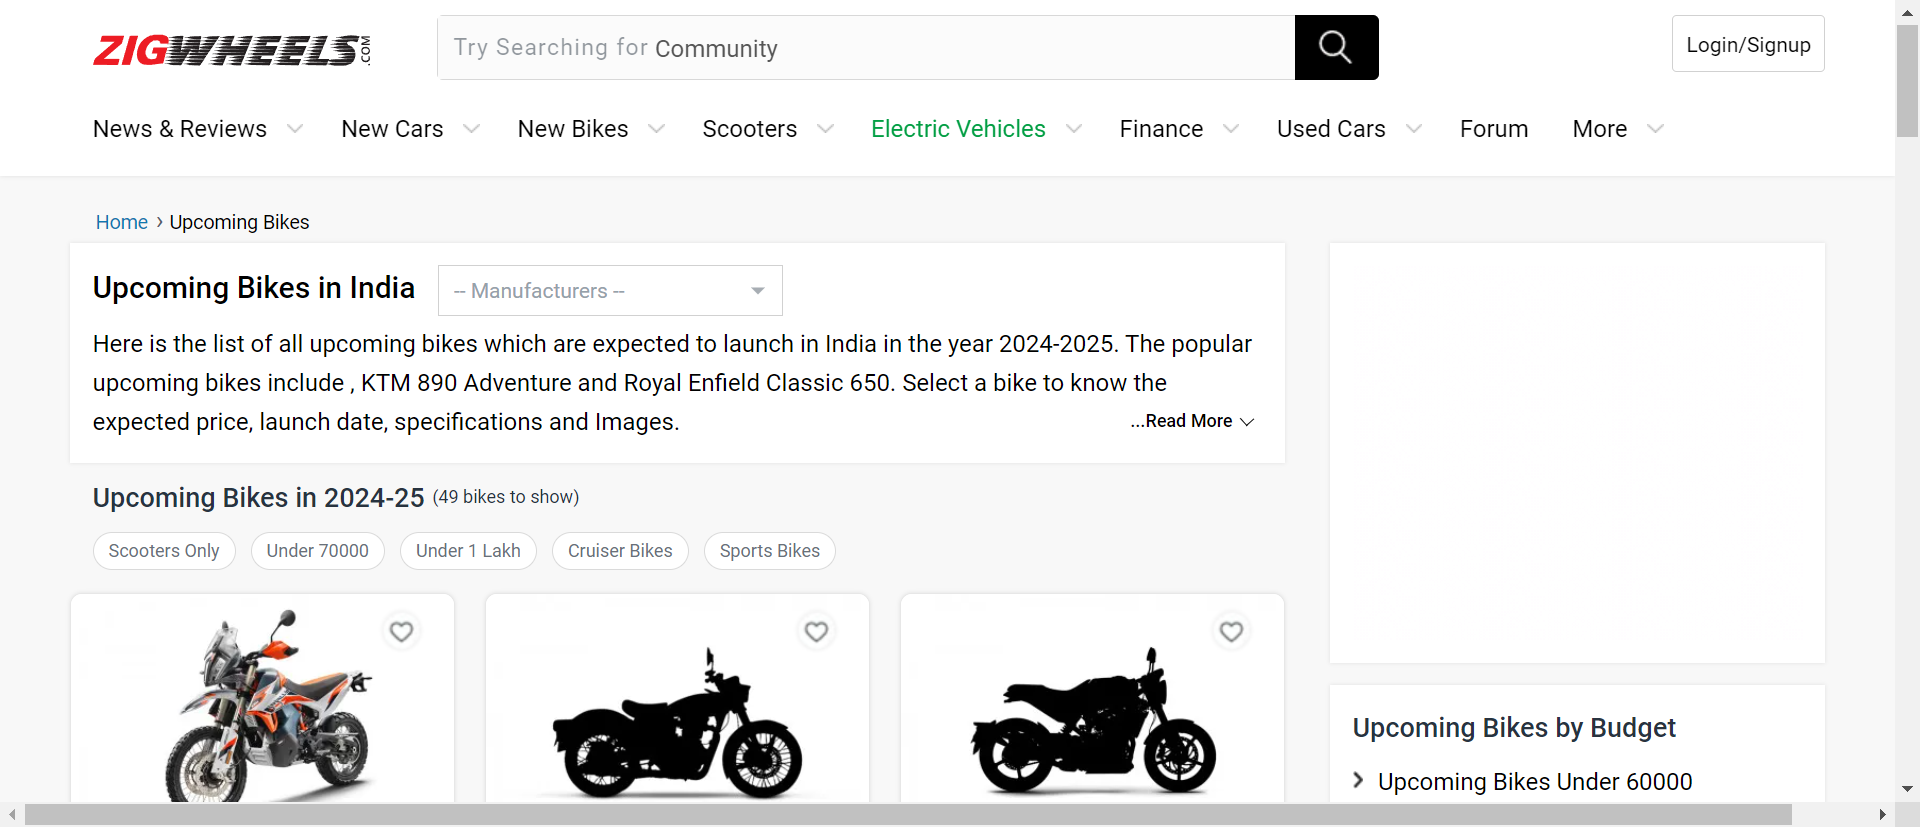 ZIGWHEELS.COM
Try Searching for Community
Login/Signup
News & Reviews New Cars New Bikes Scooters Electric Vehicles Finance Used Cars Forum More
Home › Upcoming Bikes
Upcoming Bikes in India
-- Manufacturers --
Here is the list of all upcoming bikes which are expected to launch in India in the year 2024-2025. The popular
upcoming bikes include , KTM 890 Adventure and Royal Enfield Classic 650. Select a bike to know the
expected price, launch date, specifications and Images.
...Read More
Upcoming Bikes in 2024-25 (49 bikes to show)
Scooters Only Under 70000 Under 1 Lakh Cruiser Bikes Sports Bikes
Upcoming Bikes by Budget
Upcoming Bikes Under 60000